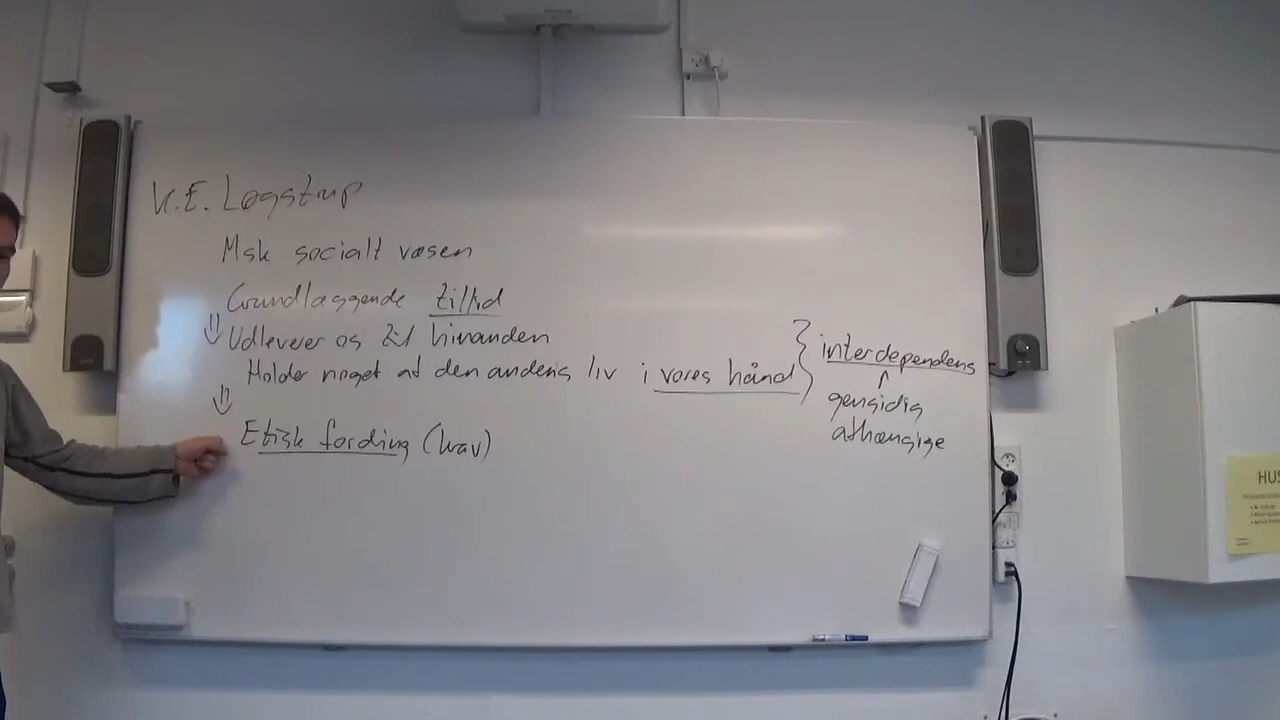 K.E. Løgstrup
Msk socialt væsen
Grundlæggende tillid
⇓ Udleverer os til hinanden
Holder noget af den andens liv i vores hånd } interdependens
⇓
gensidig
afhængige
Etisk fordring (krav)
HUS